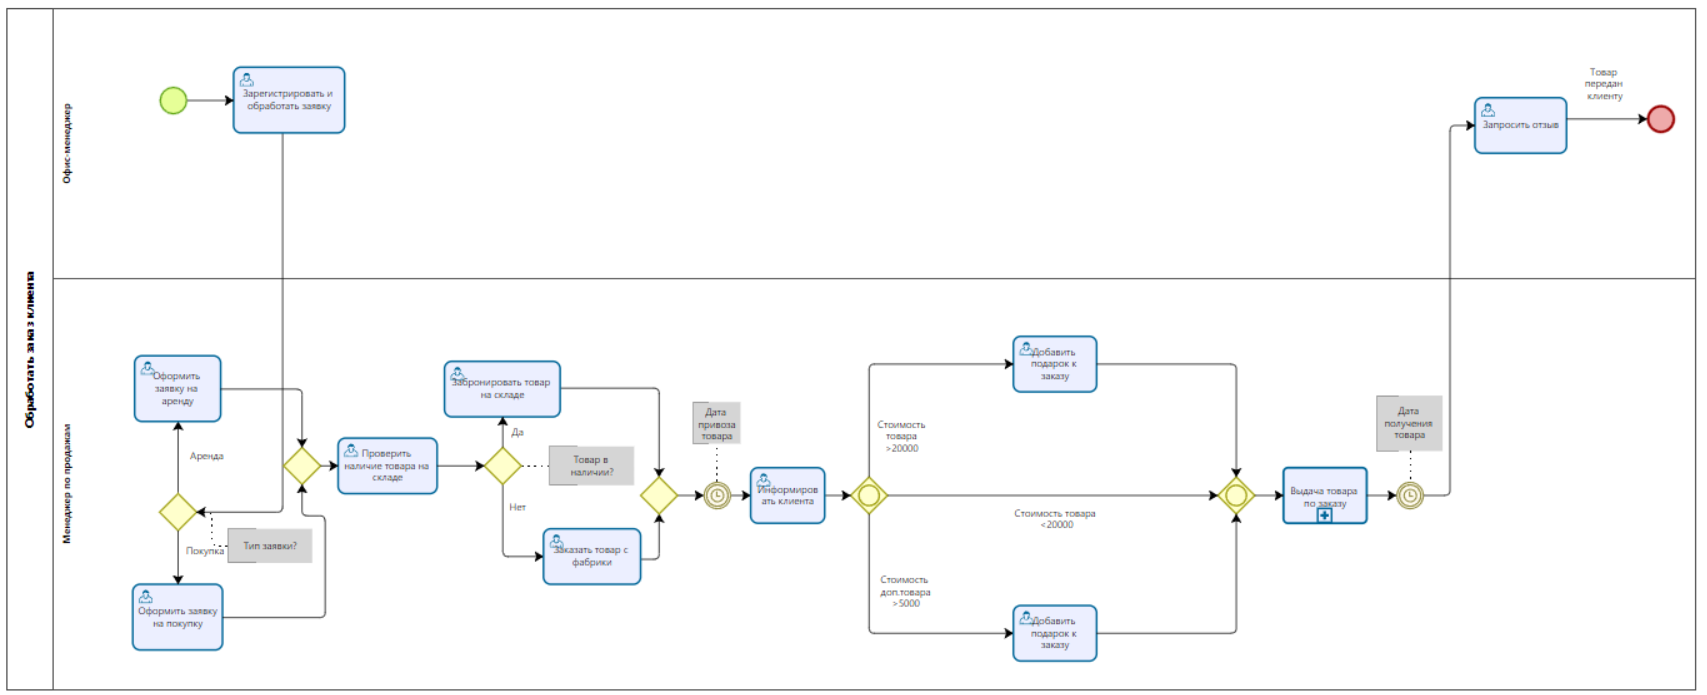 Обработать заказ клиента
Офис-менеджер
Зарегистрировать и
обработать заявку
Запросить отзыв
Товар
передан
клиенту
Менеджер по продажам
Оформить
заявку на
аренду
Аренда
Покупка
Тип заявки?
Оформить заявку
на покупку
Проверить
наличие товара на
складе
Забронировать товар
на складе
Да
Товар в
наличии?
Нет
Заказать товар с
фабрики
Дата
привоза
товара
Информиров
ать клиента
Стоимость
товара
>20000
Добавить
подарок к
заказу
Стоимость товара
<20000
Стоимость
доп.товара
>5000
Добавить
подарок к
заказу
Выдача товара
по заказу
Дата
получения
товара